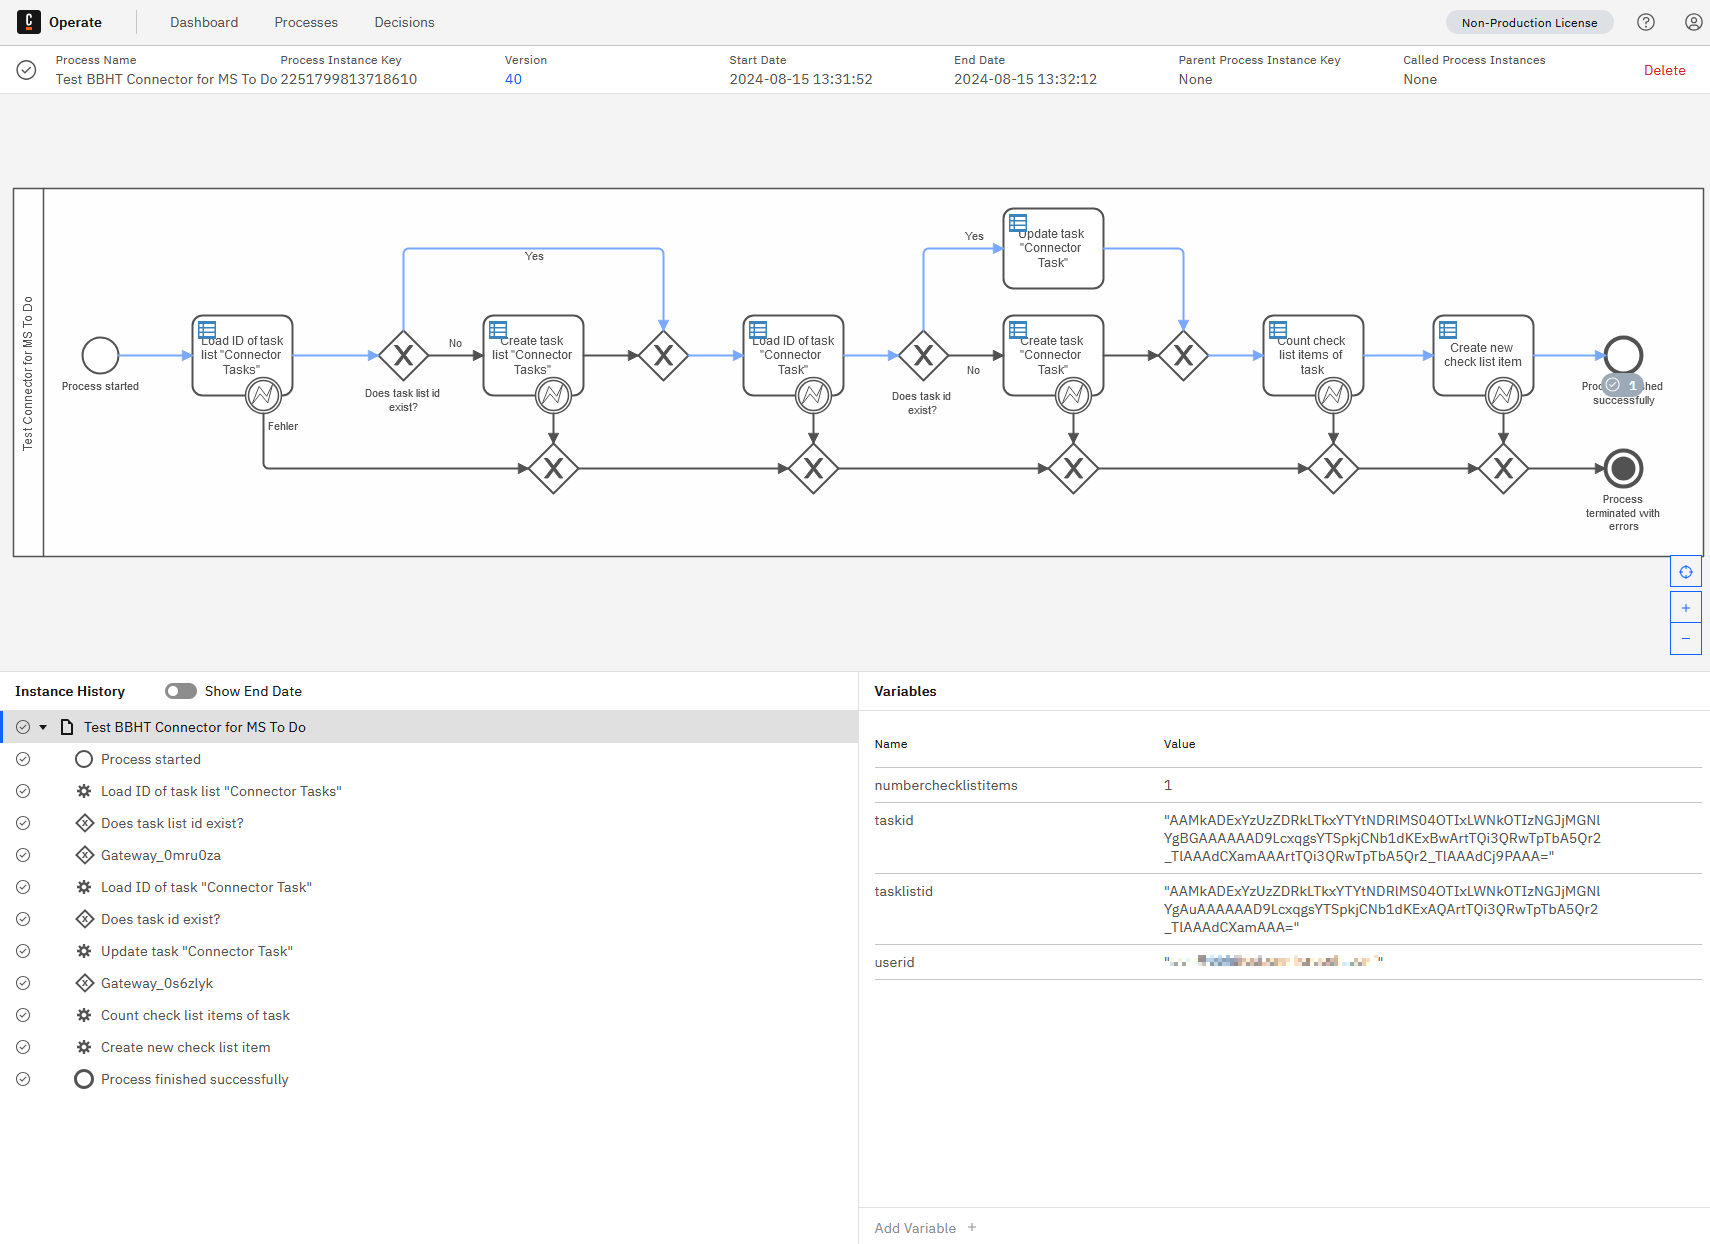 C Operate Dashboard Processes Decisions Non-Production License
Process Name Process Instance Key Version Start Date End Date Parent Process Instance Key Called Process Instances
Test BBHT Connector for MS To Do 2251799813718610 40 2024-08-15 13:31:52 2024-08-15 13:32:12 None None Delete
Test Connector for MS To Do
Process started
Load ID of task
list "Connector
Tasks"
Fehler
Does task list id
exist?
Yes
No
Create task
list "Connector
Tasks"
Load ID of task
"Connector
Task"
Does task id
exist?
Yes
No
Update task
"Connector
Task"
Create task
"Connector
Task"
Count check
list items of
task
Create new
check list item
1
successfully
Process
terminated with
errors
Instance History Show End Date
Test BBHT Connector for MS To Do
Process started
Load ID of task list "Connector Tasks"
Does task list id exist?
Gateway_0mru0za
Load ID of task "Connector Task"
Does task id exist?
Update task "Connector Task"
Gateway_0s6zlyk
Count check list items of task
Create new check list item
Process finished successfully
Variables
Name Value
numberchecklistitems 1
taskid "AAMkADExYzUzZDRkLTkxYTYtNDRlMS04OTIxLWNkOTIzNGJjMGNl
YgBGAAAAAAD9LcxqgsYTSpkjCNb1dKExBwArtTQi3QRwTpTbA5Qr2
_TlAAAdCXamAAArtTQi3QRwTpTbA5Qr2_TlAAAdCj9PAAA="
tasklistid "AAMkADExYzUzZDRkLTkxYTYtNDRlMS04OTIxLWNkOTIzNGJjMGNl
YgAuAAAAAAD9LcxqgsYTSpkjCNb1dKExAQArtTQi3QRwTpTbA5Qr2
_TlAAAdCXamAAA="
userid
Add Variable +